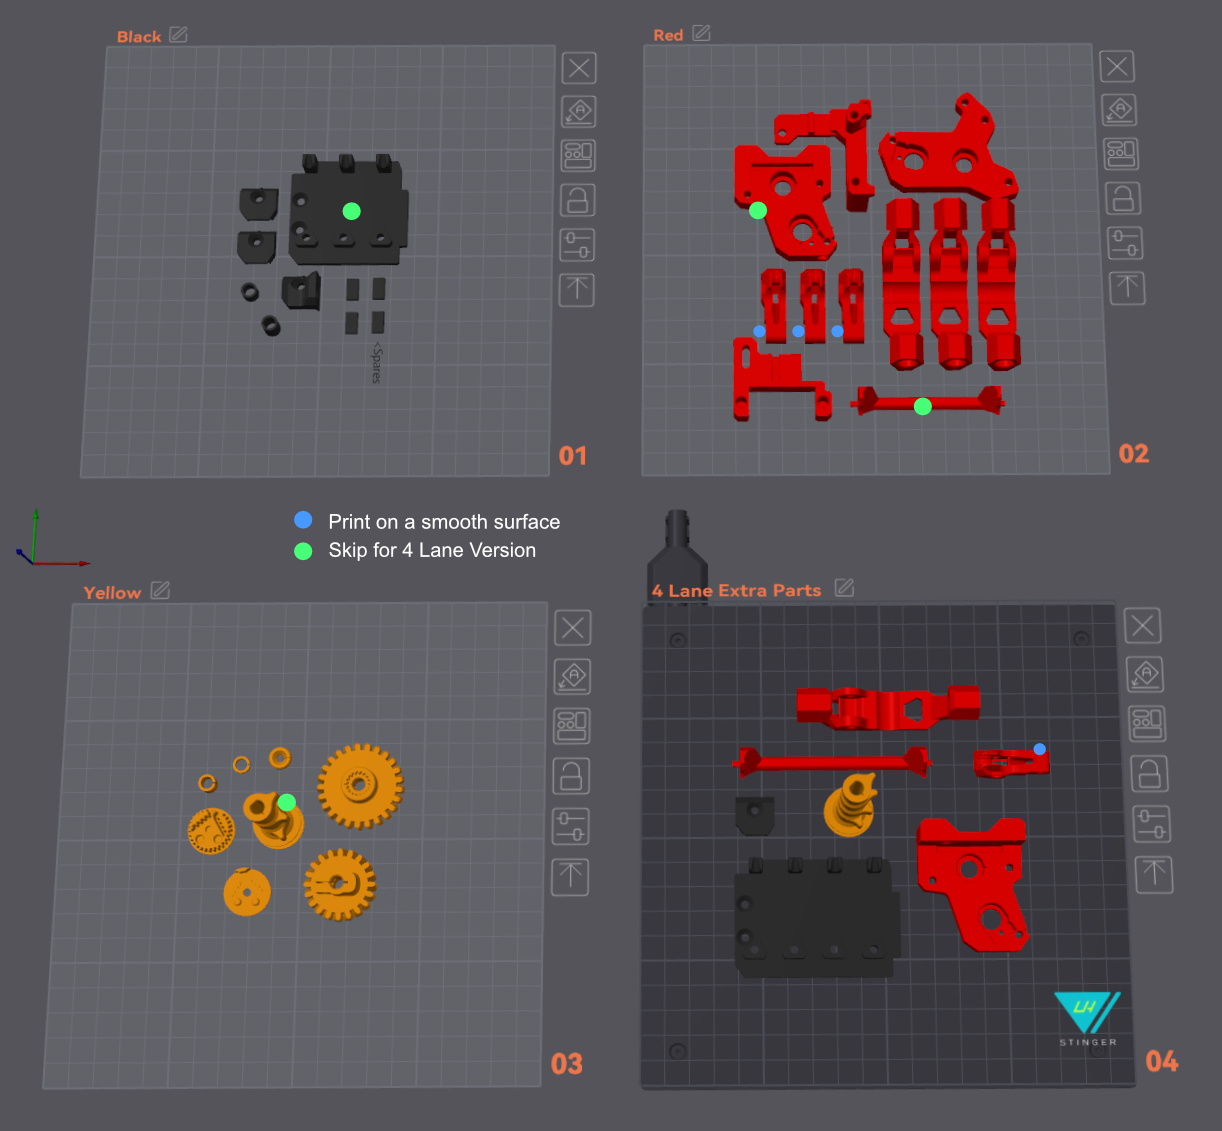 Black
Red
<Spares
01
02
Print on a smooth surface
Skip for 4 Lane Version
Yellow
4 Lane Extra Parts
LH
STINGER
03
04